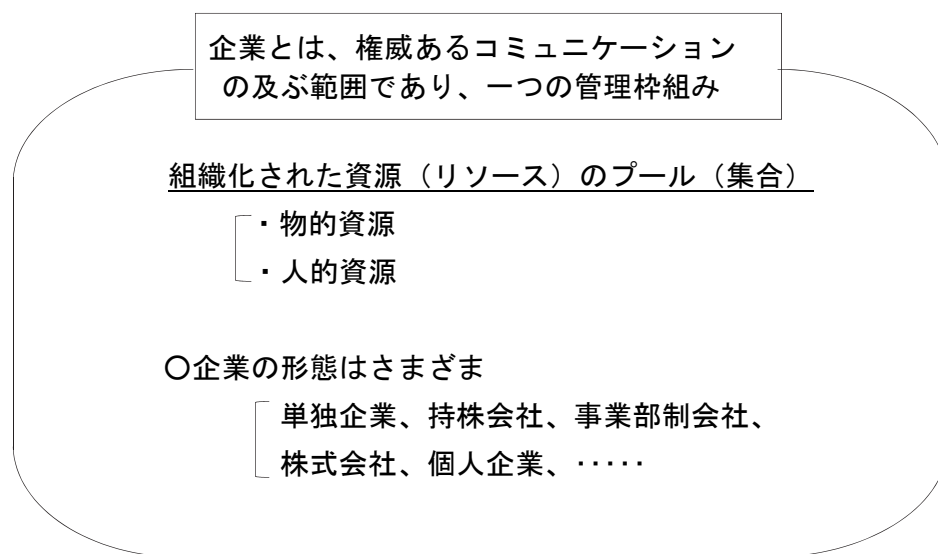 企業とは、権威あるコミュニケーション
の及ぶ範囲であり、一つの管理枠組み
組織化された資源（リソース）のプール（集合）
・物的資源
・人的資源
〇企業の形態はさまざま
単独企業、持株会社、事業部制会社、
株式会社、個人企業、・・・・・